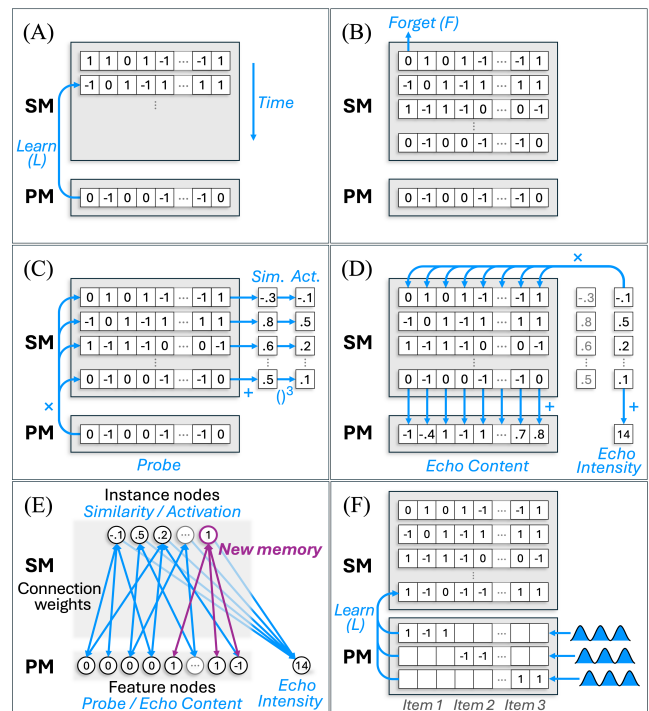 (A)
1 1 0 1 -1 ... -1 1
-1 0 1 -1 1 ... 1 1
SM
Time
Learn
(L)
PM
0 -1 0 0 -1 ... -1 0
(B)
Forget (F)
0 1 0 1 -1 ... -1 1
-1 0 1 -1 1 ... 1 1
SM
1 -1 1 -1 0 ... 0 -1
0 -1 0 0 -1 ... -1 0
PM
0 -1 0 0 -1 ... -1 0
(C)
Sim. Act.
0 1 0 1 -1 ... -1 1 -.3 -.1
-1 0 1 -1 1 ... 1 1 .8 .5
SM
1 -1 1 -1 0 ... 0 -1 .6 .2
0 -1 0 0 -1 ... -1 0 .5 .1
× + ()³
PM
0 -1 0 0 -1 ... -1 0
Probe
(D)
×
0 1 0 1 -1 ... -1 1 -.3 -.1
-1 0 1 -1 1 ... 1 1 .8 .5
SM
1 -1 1 -1 0 ... 0 -1 .6 .2
0 -1 0 0 -1 ... -1 0 .5 .1
+ +
PM
-1 -.4 1 -1 1 ... .7 .8 14
Echo Content
Echo
Intensity
(E)
Instance nodes
Similarity / Activation
-.1 .5 .2 ... 1
SM
New memory
Connection
weights
PM
0 0 0 0 1 ... 1 -1 14
Feature nodes
Probe / Echo Content
Echo
Intensity
(F)
0 1 0 1 -1 ... -1 1
-1 0 1 -1 1 ... 1 1
SM
1 -1 1 -1 0 ... 0 -1
1 -1 1 0 -1 ... 1 1
Learn
(L)
1 -1 1 ...
PM
-1 -1 ...
... 1 1
Item 1 Item 2 Item 3